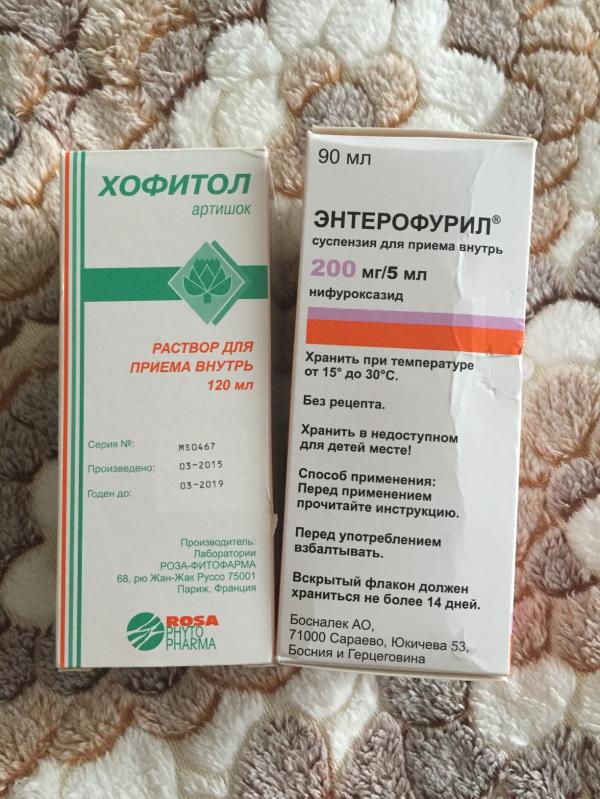 ХОФИТОЛ
артишок
РАСТВОР ДЛЯ
ПРИЕМА ВНУТРЬ
120 мл
Серия №: MS0467
Произведено: 03-2015
Годен до: 03-2019
Производитель:
Лаборатории
РОЗА-ФИТОФАРМА
68, рю Жан-Жак Руссо 75001
Париж, Франция
ROSA
PHYTO
PHARMA
90 мл
ЭНТЕРОФУРИЛ®
суспензия для приема внутрь
200 мг/5 мл
нифуроксазид
Хранить при температуре
от 15° до 30°С.
Без рецепта.
Хранить в недоступном
для детей месте!
Способ применения:
Перед применением
прочитайте инструкцию.
Перед употреблением
взбалтывать.
Вскрытый флакон должен
храниться не более 14 дней.
Босналек АО,
71000 Сараево, Юкичева 53,
Босния и Герцеговина